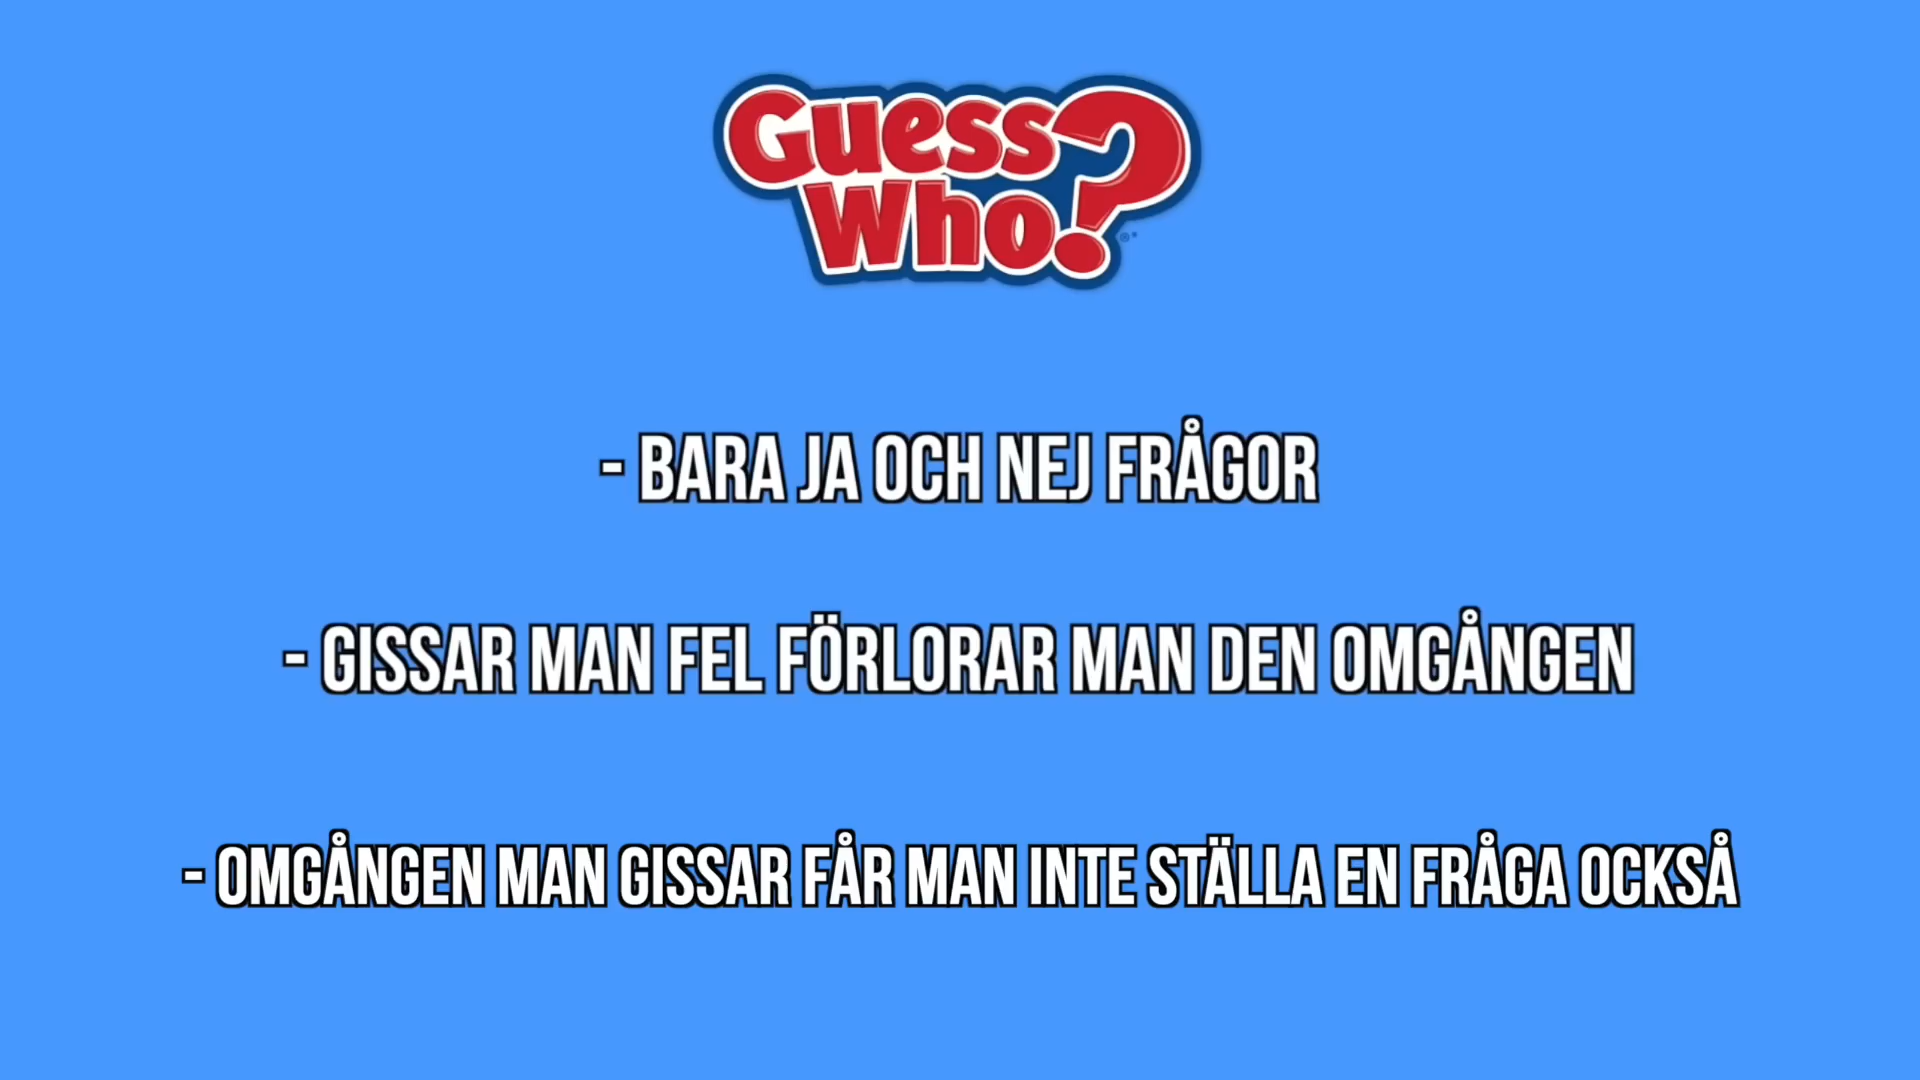 Guess
Who?
- BARA JA OCH NEJ FRÅGOR
- GISSAR MAN FEL FÖRLORAR MAN DEN OMGÅNGEN
- OMGÅNGEN MAN GISSAR FÅR MAN INTE STÄLLA EN FRÅGA OCKSÅ